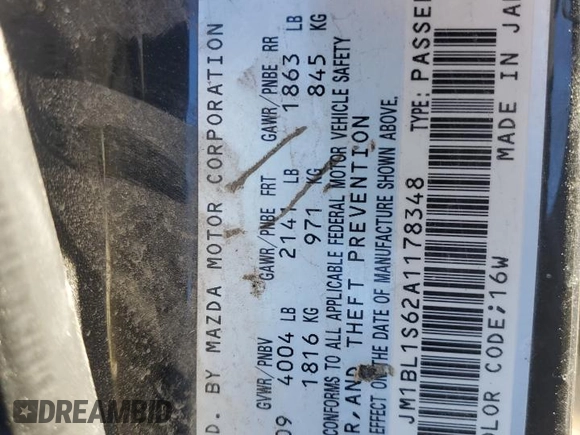 D. BY MAZDA MOTOR CORPORATION
GVWR/PNBV GAWR/PNBE FRT GAWR/PNBE RR
09 4004 LB 2141 LB 1863 LB
1816 KG 971 KG 845 KG
CONFORMS TO ALL APPLICABLE FEDERAL MOTOR VEHICLE SAFETY
R, AND THEFT PREVENTION
EFFECT ON THE DATE OF MANUFACTURE SHOWN ABOVE.
JM1BL1S62A1178348 TYPE: PASSE
MADE IN JA
OLOR CODE;16W
DREAMBID